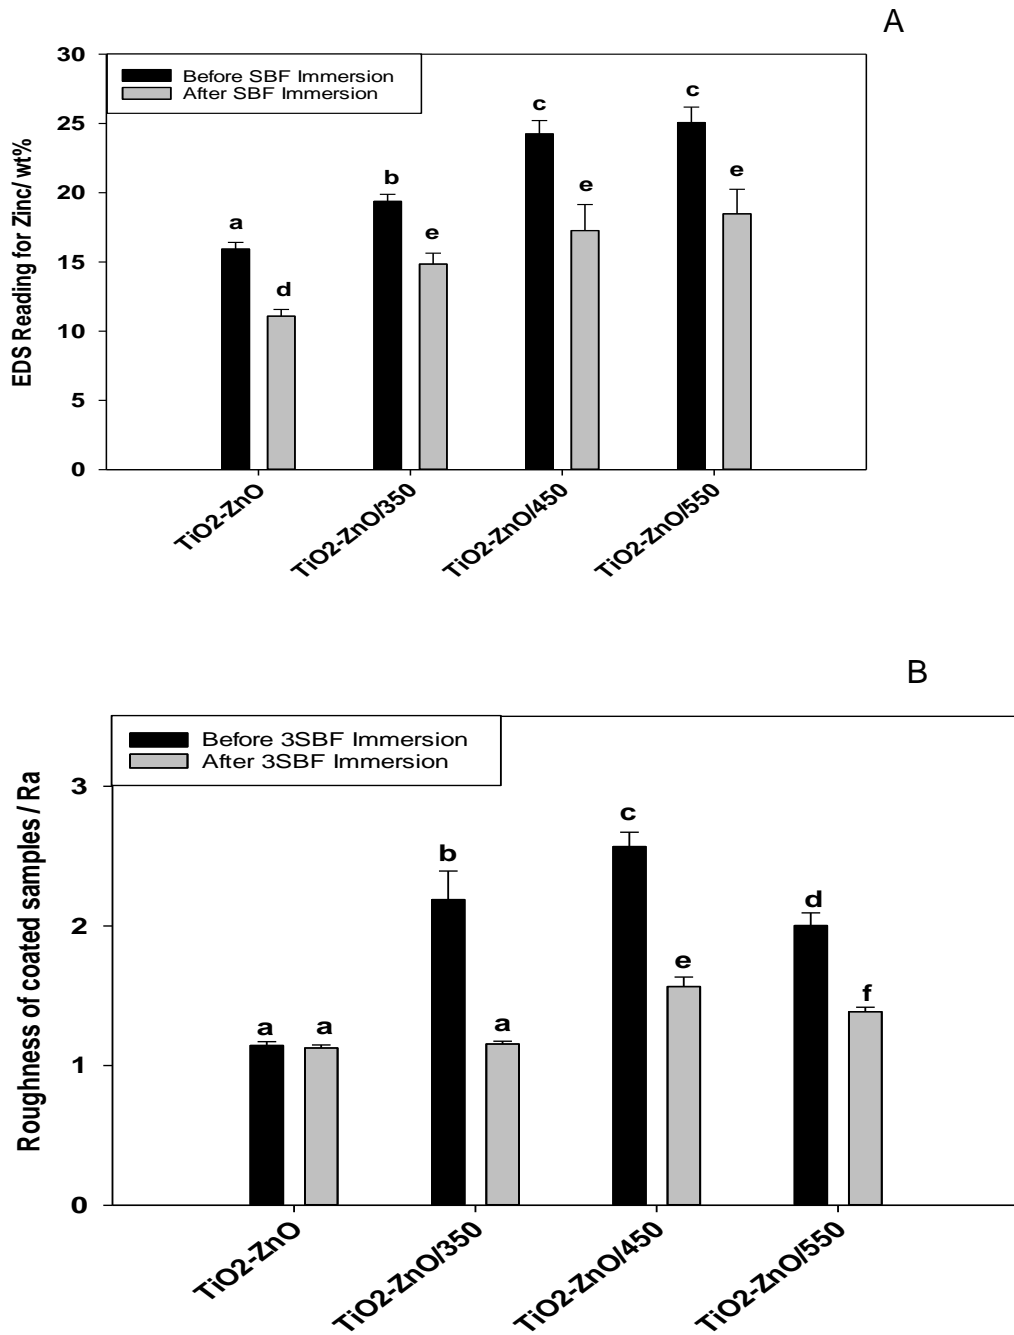 A
30
Before SBF Immersion
After SBF Immersion
25
20
15
10
5
0
EDS Reading for Zinc/ wt%
a
d
b
e
c
e
c
e
TiO2-ZnO
TiO2-ZnO/350
TiO2-ZnO/450
TiO2-ZnO/550
B
Before 3SBF Immersion
After 3SBF Immersion
3
2
1
0
Roughness of coated samples / Ra
a
a
b
a
c
e
d
f
TiO2-ZnO
TiO2-ZnO/350
TiO2-ZnO/450
TiO2-ZnO/550